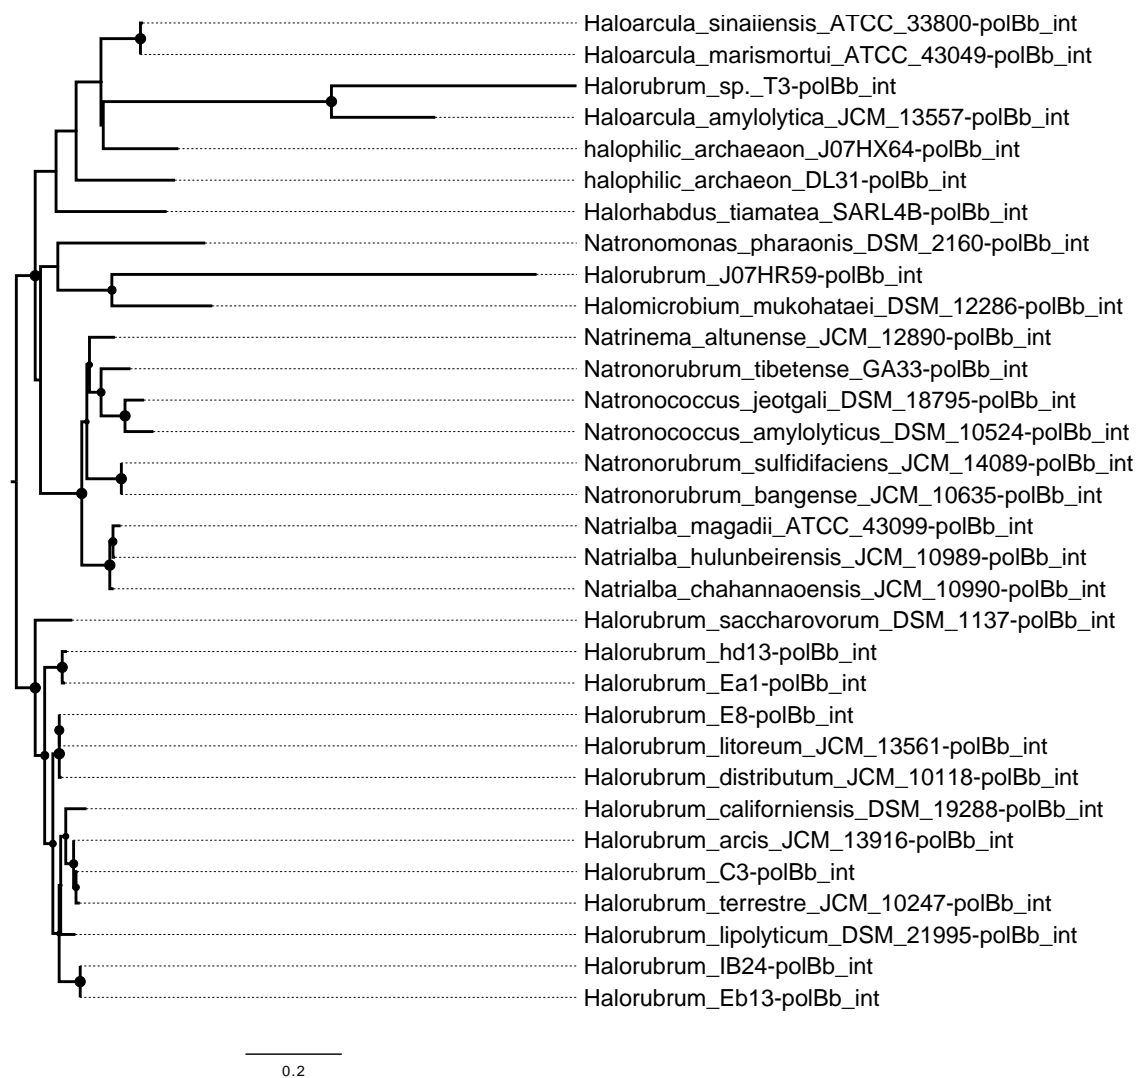 Haloarcula_sinaiiensis_ATCC_33800-polBb_int
Haloarcula_marismortui_ATCC_43049-polBb_int
Halorubrum_sp._T3-polBb_int
Haloarcula_amylolytica_JCM_13557-polBb_int
halophilic_archaeaon_J07HX64-polBb_int
halophilic_archaeon_DL31-polBb_int
Halorhabdus_tiamatea_SARL4B-polBb_int
Natronomonas_pharaonis_DSM_2160-polBb_int
Halorubrum_J07HR59-polBb_int
Halomicrobium_mukohataei_DSM_12286-polBb_int
Natrinema_altunense_JCM_12890-polBb_int
Natronorubrum_tibetense_GA33-polBb_int
Natronococcus_jeotgali_DSM_18795-polBb_int
Natronococcus_amylolyticus_DSM_10524-polBb_int
Natronorubrum_sulfidifaciens_JCM_14089-polBb_int
Natronorubrum_bangense_JCM_10635-polBb_int
Natrialba_magadii_ATCC_43099-polBb_int
Natrialba_hulunbeirensis_JCM_10989-polBb_int
Natrialba_chahannaoensis_JCM_10990-polBb_int
Halorubrum_saccharovorum_DSM_1137-polBb_int
Halorubrum_hd13-polBb_int
Halorubrum_Ea1-polBb_int
Halorubrum_E8-polBb_int
Halorubrum_litoreum_JCM_13561-polBb_int
Halorubrum_distributum_JCM_10118-polBb_int
Halorubrum_californiensis_DSM_19288-polBb_int
Halorubrum_arcis_JCM_13916-polBb_int
Halorubrum_C3-polBb_int
Halorubrum_terrestre_JCM_10247-polBb_int
Halorubrum_lipolyticum_DSM_21995-polBb_int
Halorubrum_IB24-polBb_int
Halorubrum_Eb13-polBb_int
0.2